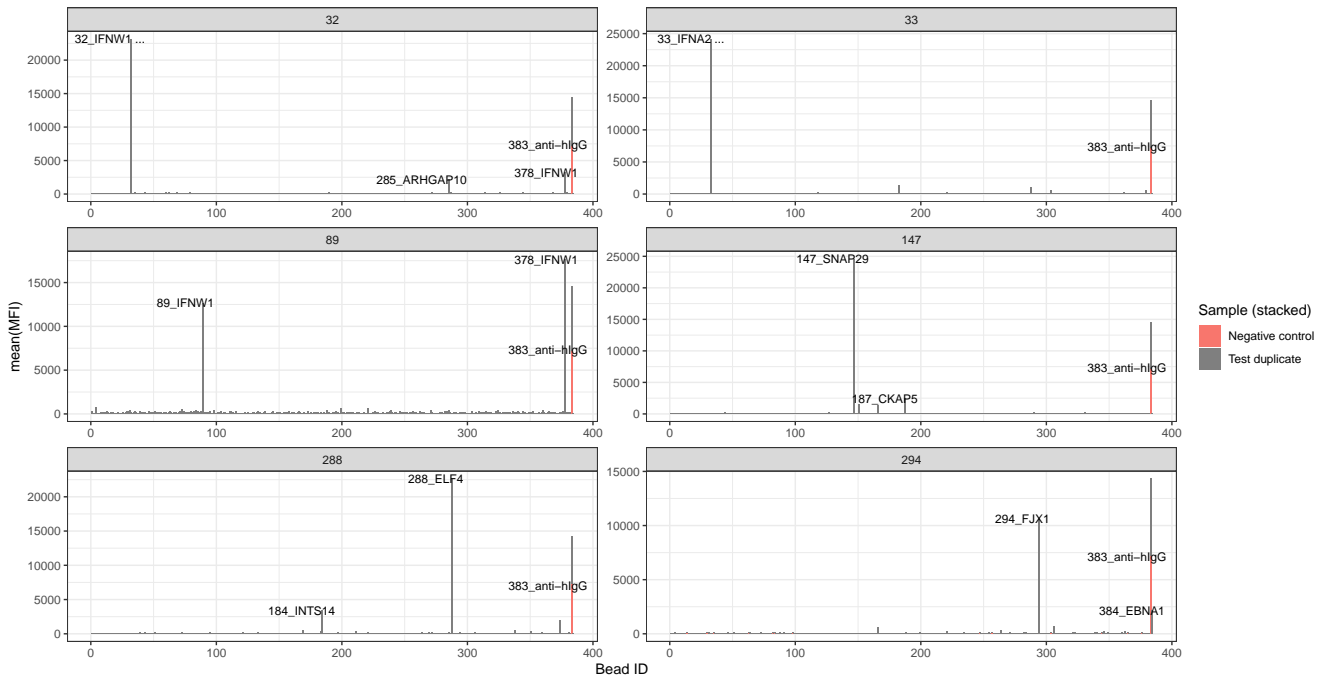 32
33
32_IFNW1 ...
285_ARHGAP10
383_anti−hIgG
378_IFNW1
20000
15000
10000
5000
0
0 100 200 300 400
33_IFNA2 ...
383_anti−hIgG
25000
20000
15000
10000
5000
0
0 100 200 300 400
89
147
378_IFNW1
89_IFNW1
383_anti−hIgG
15000
10000
5000
0
0 100 200 300 400
147_SNAP29
383_anti−hIgG
187_CKAP5
25000
20000
15000
10000
5000
0
0 100 200 300 400
288
294
288_ELF4
383_anti−hIgG
184_INTS14
20000
15000
10000
5000
0
0 100 200 300 400
294_FJX1
383_anti−hIgG
384_EBNA1
15000
10000
5000
0
0 100 200 300 400
mean(MFI)
Bead ID
Sample (stacked)
Negative control
Test duplicate